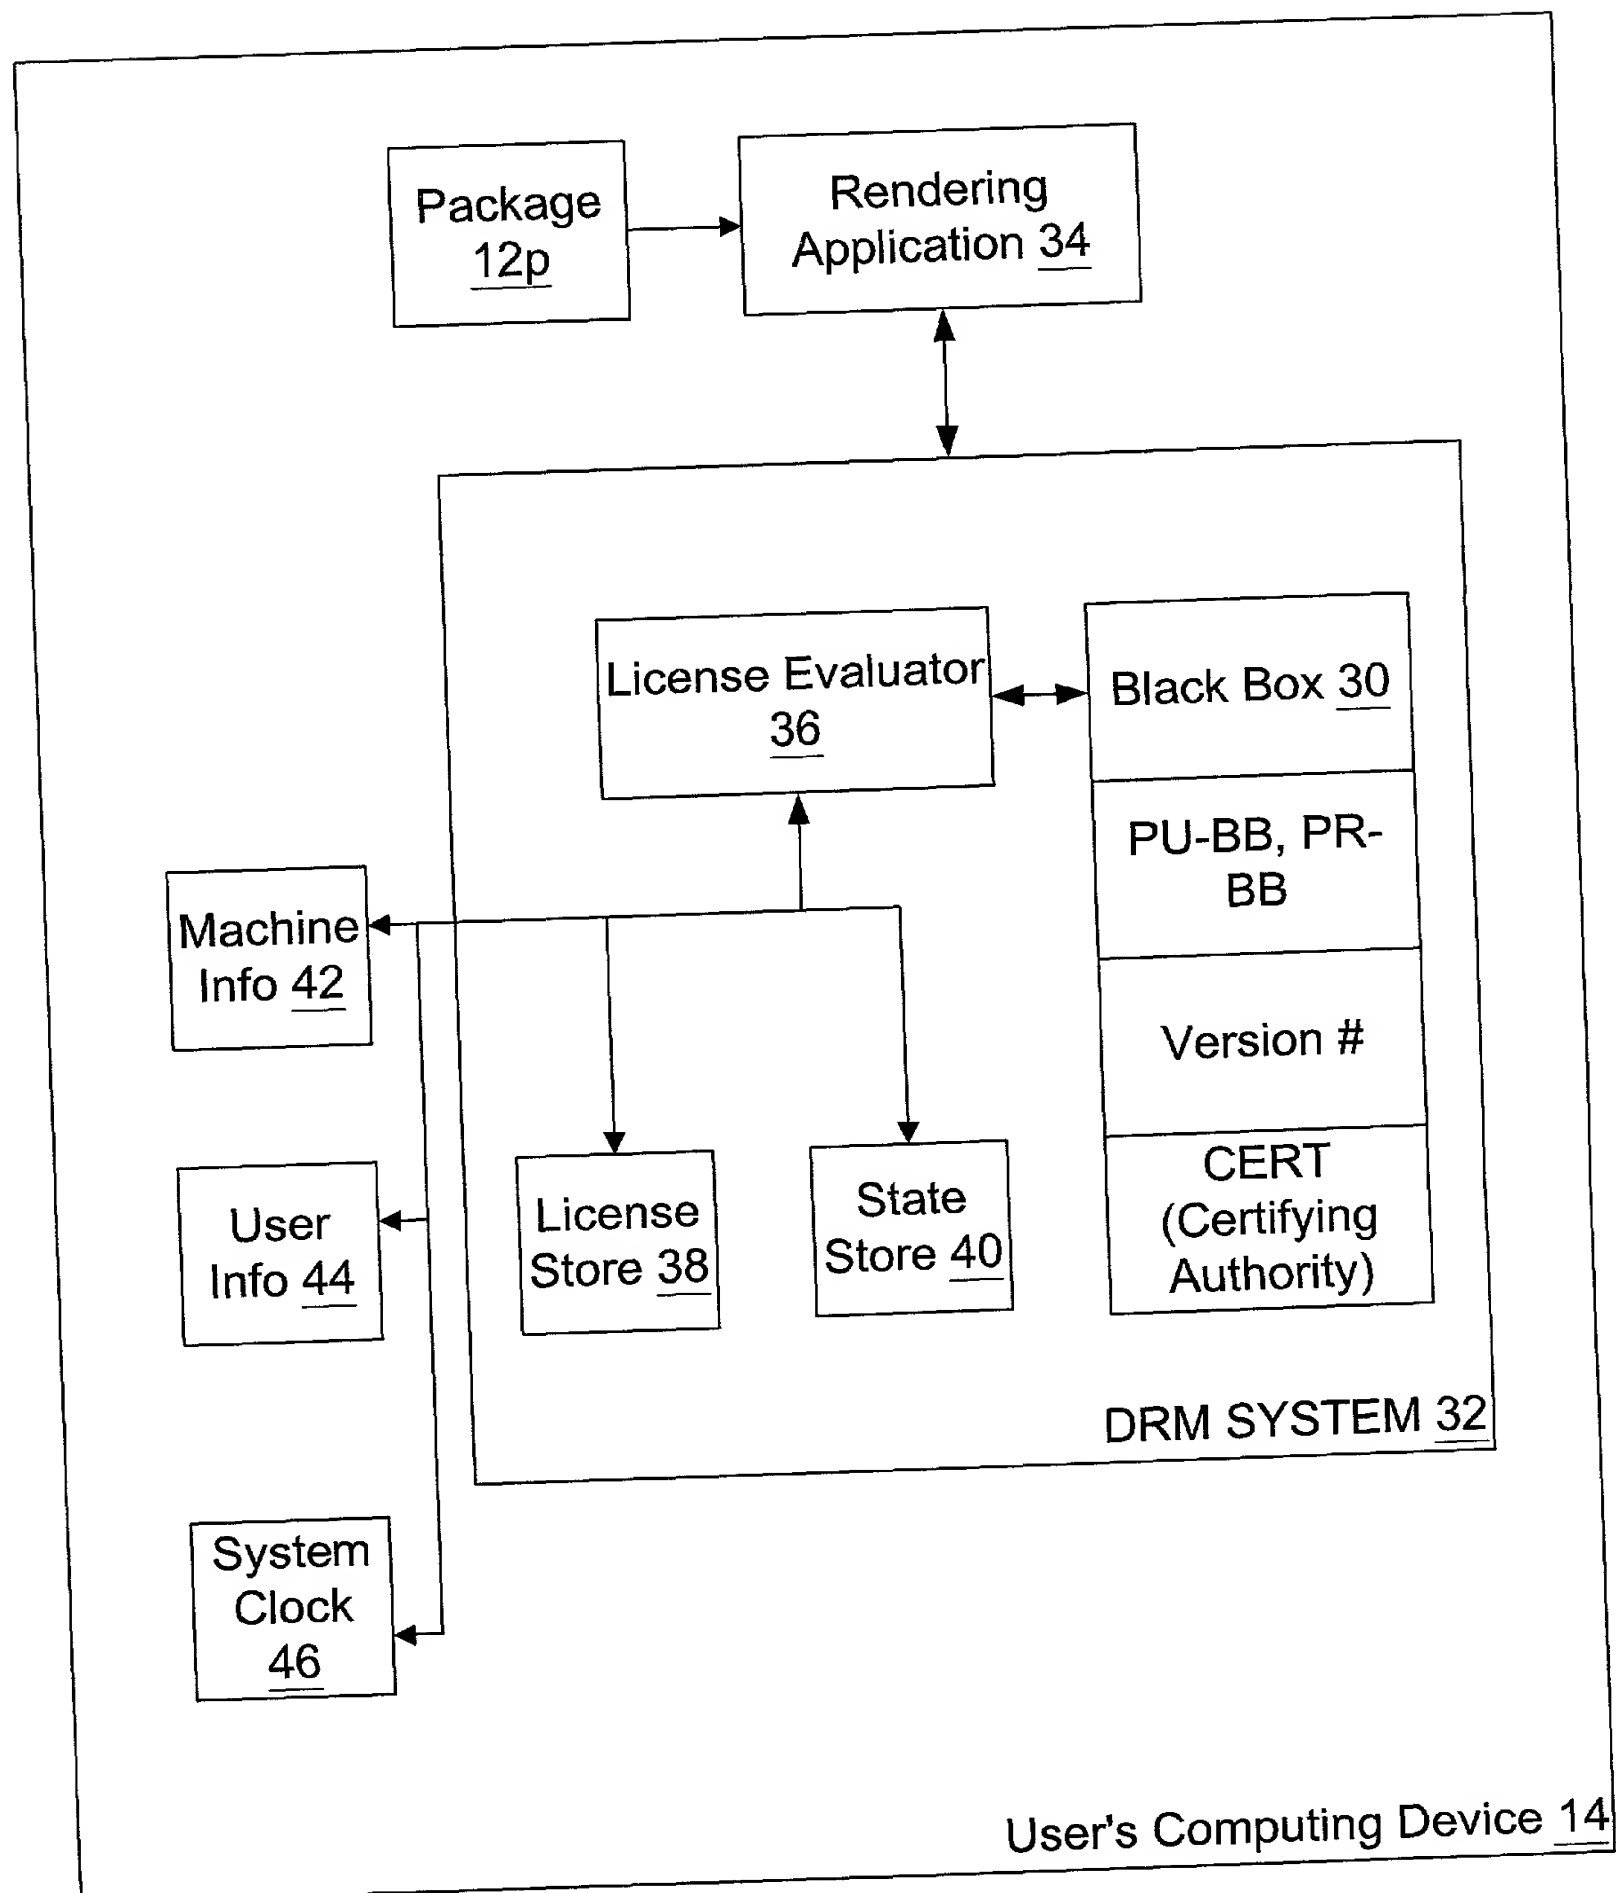 Package
12p
Rendering
Application 34
License Evaluator
36
Black Box 30
PU-BB, PR-
BB
Version #
CERT
(Certifying
Authority)
Machine
Info 42
User
Info 44
System
Clock
46
License
Store 38
State
Store 40
DRM SYSTEM 32
User's Computing Device 14